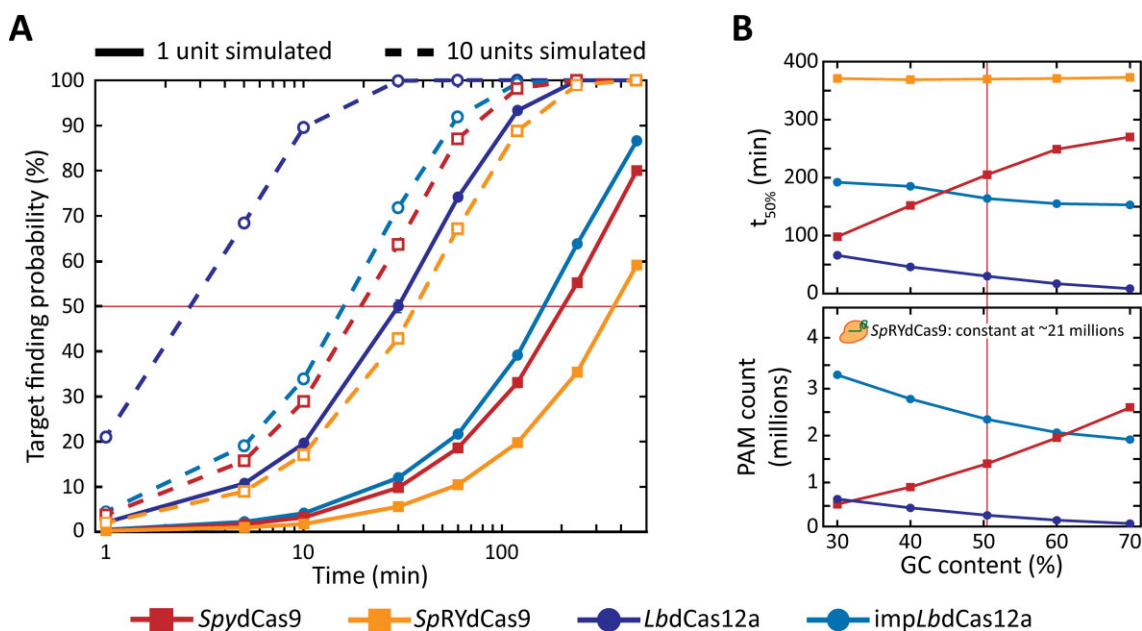 A
1 unit simulated
10 units simulated
Target finding probability (%)
100
90
80
70
60
50
40
30
20
10
0
1
10
100
Time (min)
B
t50% (min)
400
300
200
100
0
PAM count
(millions)
SpRYdCas9: constant at ~21 millions
4
3
2
1
0
30
40
50
60
70
GC content (%)
SpydCas9
SpRYdCas9
LbdCas12a
impLbdCas12a